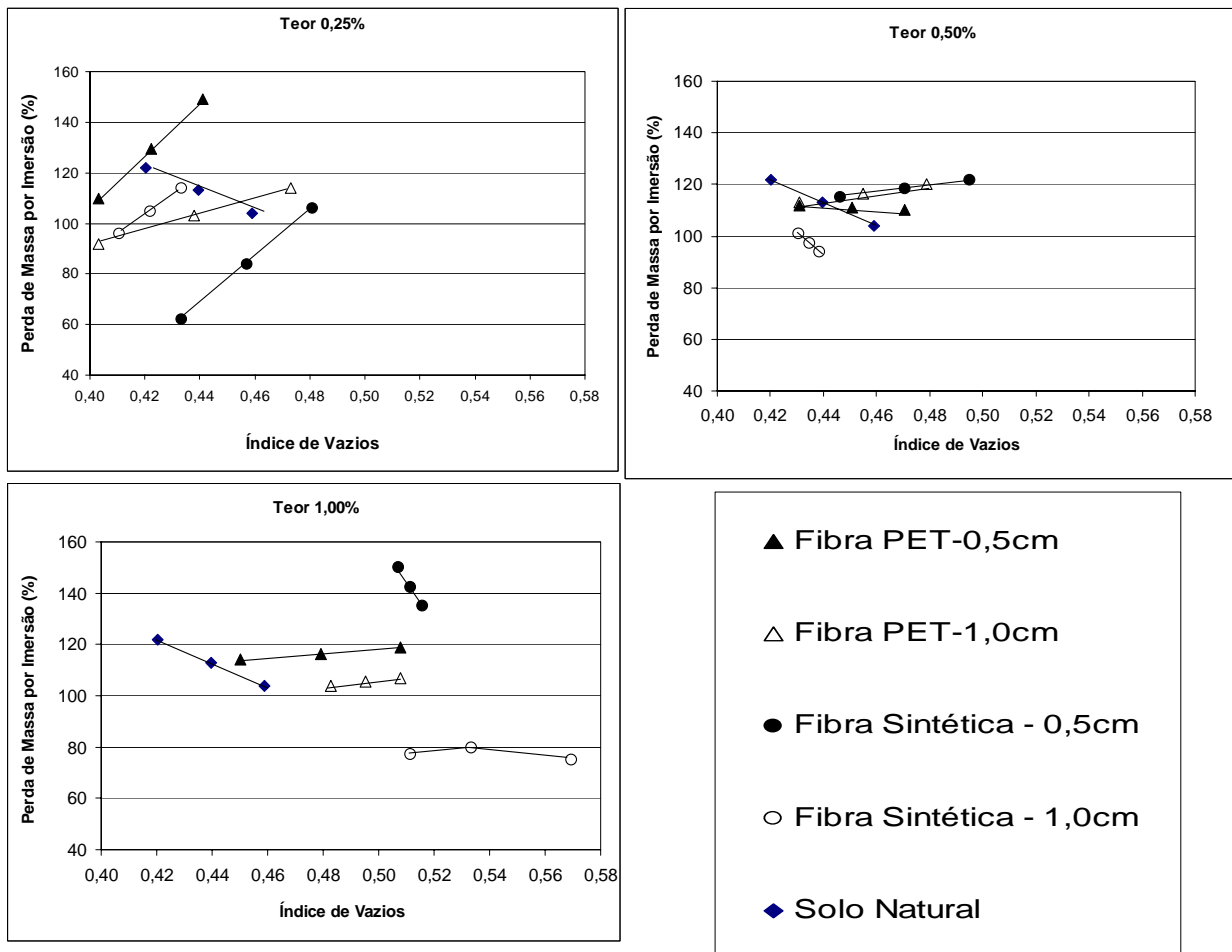 Teor 0,25%
Perda de Massa por Imersão (%)
160
140
120
100
80
60
40
0,40 0,42 0,44 0,46 0,48 0,50 0,52 0,54 0,56 0,58
Índice de Vazios
Teor 0,50%
Perda de Massa por Imersão (%)
160
140
120
100
80
60
40
0,40 0,42 0,44 0,46 0,48 0,50 0,52 0,54 0,56 0,58
Índice de Vazios
Teor 1,00%
Perda de Massa por Imersão (%)
160
140
120
100
80
60
40
0,40 0,42 0,44 0,46 0,48 0,50 0,52 0,54 0,56 0,58
Índice de Vazios
Fibra PET-0,5cm
Fibra PET-1,0cm
Fibra Sintética - 0,5cm
Fibra Sintética - 1,0cm
Solo Natural